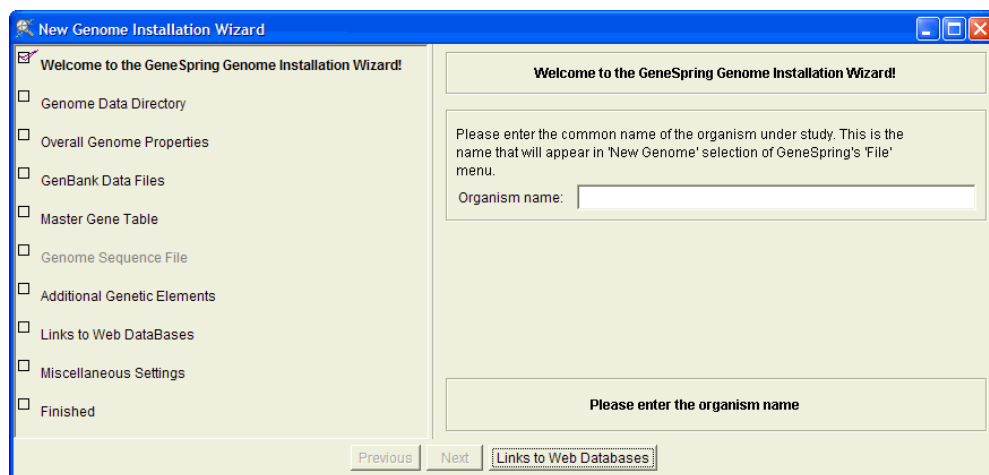 New Genome Installation Wizard
Welcome to the GeneSpring Genome Installation Wizard!
Genome Data Directory
Overall Genome Properties
GenBank Data Files
Master Gene Table
Genome Sequence File
Additional Genetic Elements
Links to Web DataBases
Miscellaneous Settings
Finished
Welcome to the GeneSpring Genome Installation Wizard!
Please enter the common name of the organism under study. This is the
name that will appear in 'New Genome' selection of GeneSpring's 'File'
menu.
Organism name:
Please enter the organism name
Previous
Next
Links to Web Databases